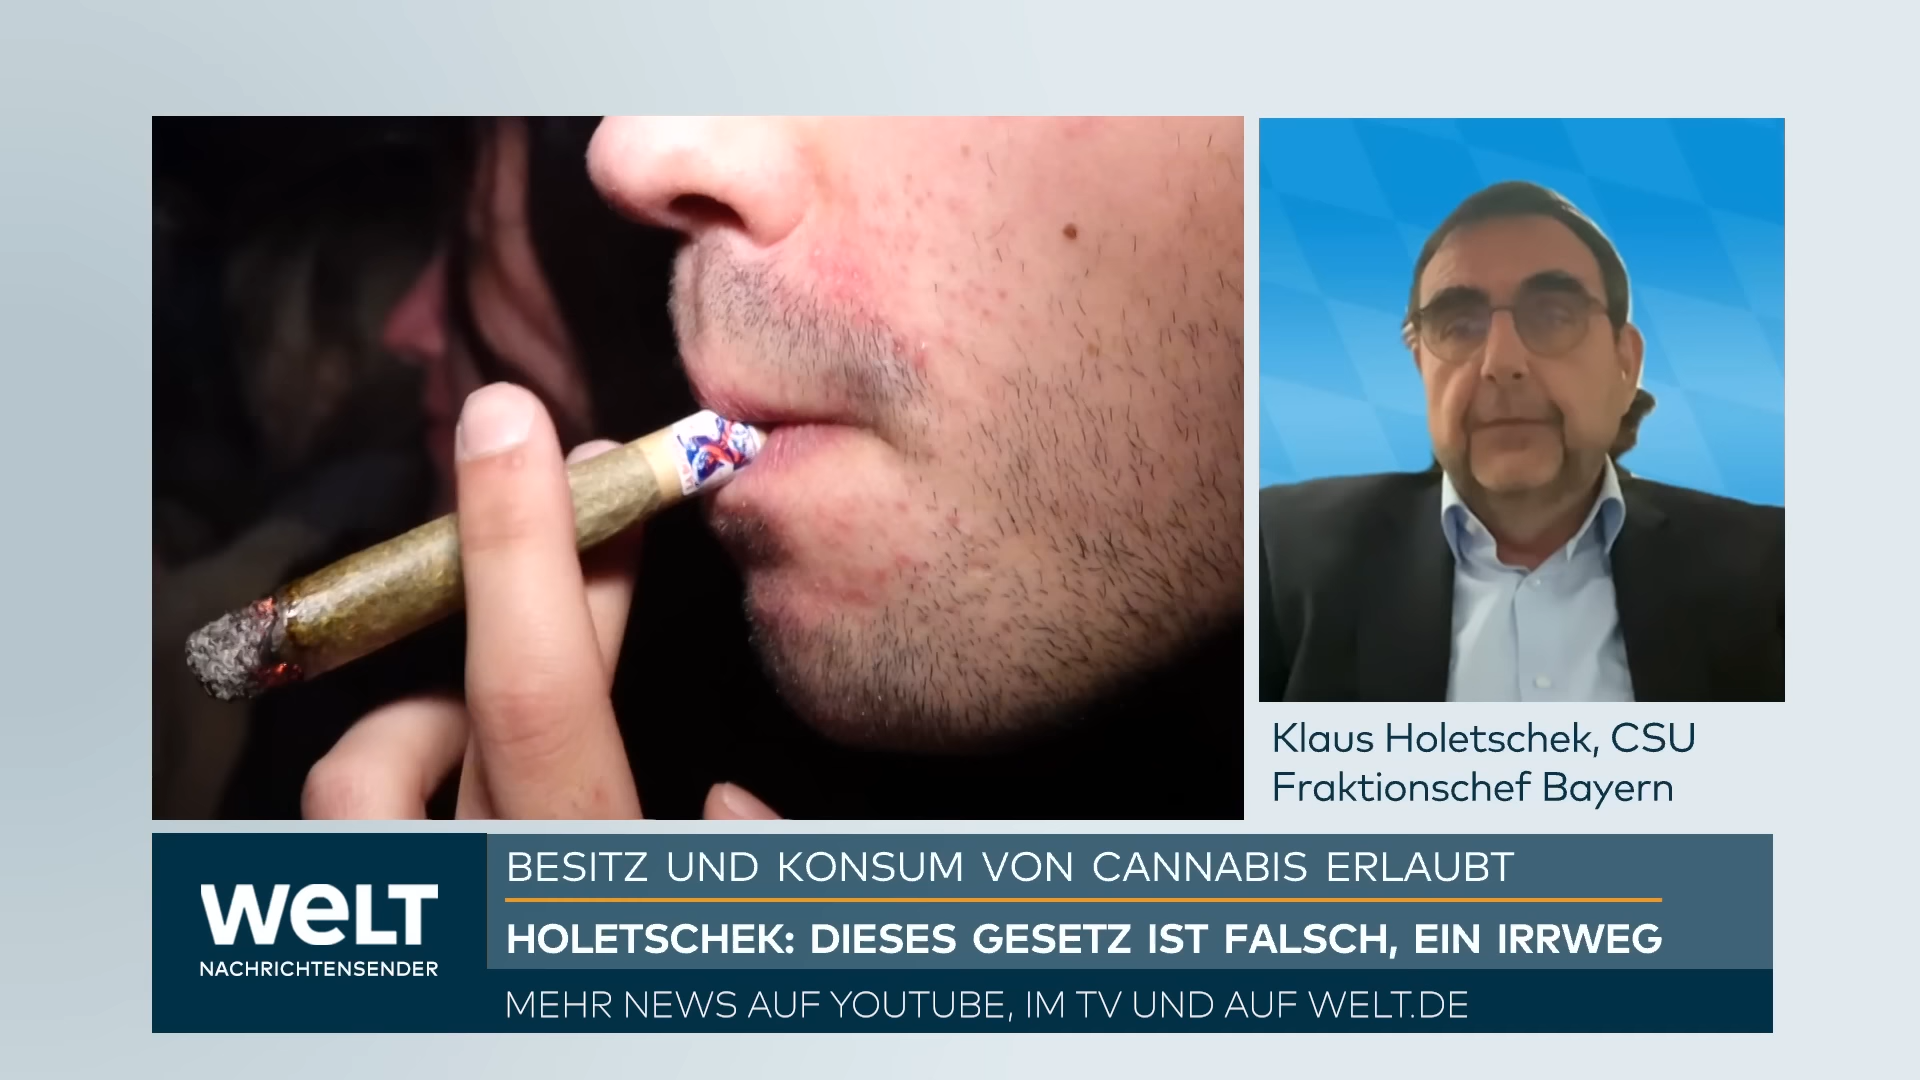 Klaus Holetschek, CSU
Fraktionschef Bayern
WELT
NACHRICHTENSENDER
BESITZ UND KONSUM VON CANNABIS ERLAUBT
HOLETSCHEK: DIESES GESETZ IST FALSCH, EIN IRRWEG
MEHR NEWS AUF YOUTUBE, IM TV UND AUF WELT.DE